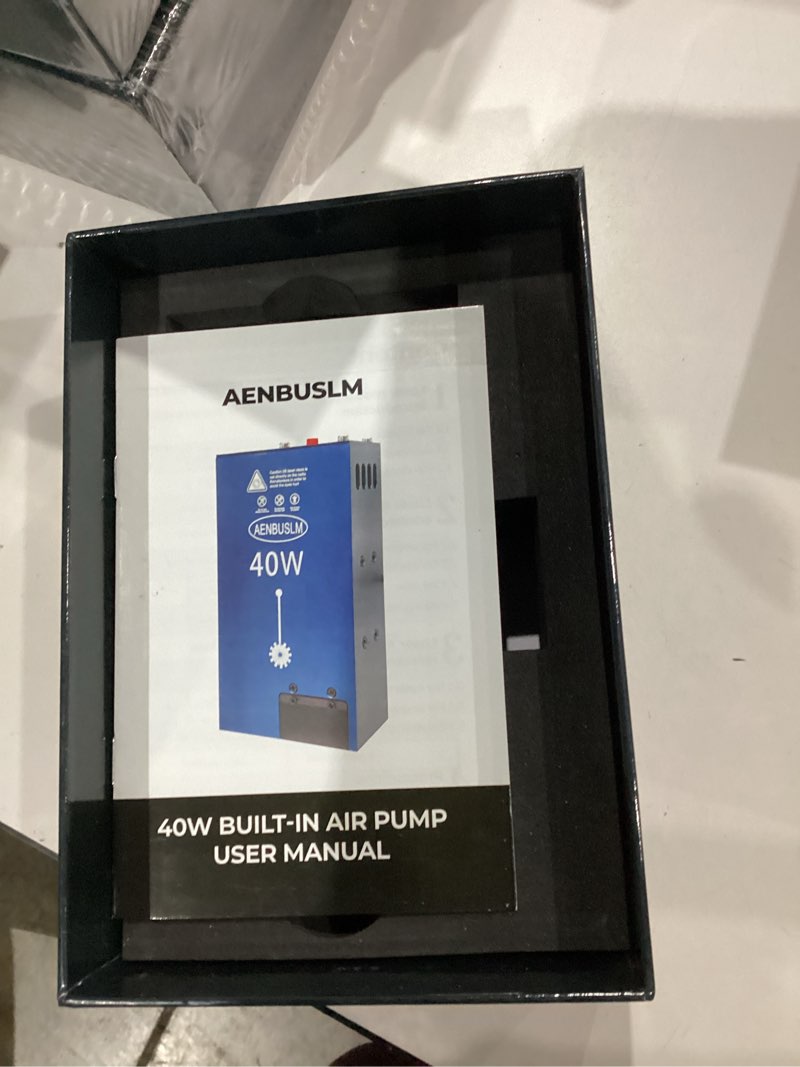 AENBUSLM
AENBUSLM
40W
40W BUILT-IN AIR PUMP
USER MANUAL